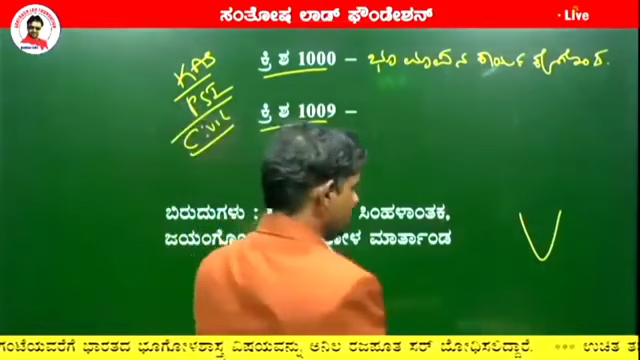 ಸಂತೋಷ ಲಾಡ್ ಫೌಂಡೇಶನ್
Live
KAS
PSI
Civil
ಕ್ರಿ ಶ 1000 – ಭೂ ಮಾಪನ ಕಾರ್ಯ ಕೈಗೊಂಡ.
ಕ್ರಿ ಶ 1009 –
ಬಿರುದುಗಳು : ಸಿಂಹಳಾಂತಕ,
ಮಾರ್ತಾಂಡ
ಗಂಟೆಯವರೆಗೆ ಭಾರತದ ಭೂಗೋಳಶಾಸ್ತ್ರ ವಿಷಯವನ್ನು ಅನಿಲ ರಜಪೂತ ಸರ್ ಬೋಧಿಸಲಿದ್ದಾರೆ. ಉಚಿತ